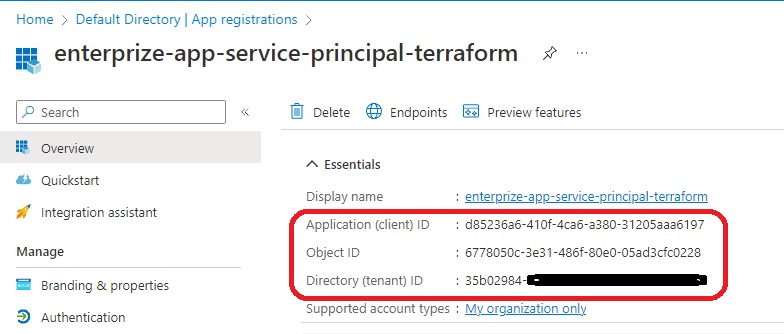 Home > Default Directory | App registrations >
enterprize-app-service-principal-terraform ...
Search «
Delete Endpoints Preview features
Overview
Quickstart
Integration assistant
Manage
Branding & properties
Authentication
Essentials
Display name : enterprize-app-service-principal-terraform
Application (client) ID : d85236a6-410f-4ca6-a380-31205aaa6197
Object ID : 6778050c-3e31-486f-80e0-05ad3cfc0228
Directory (tenant) ID : 35b02984-
Supported account types : My organization only